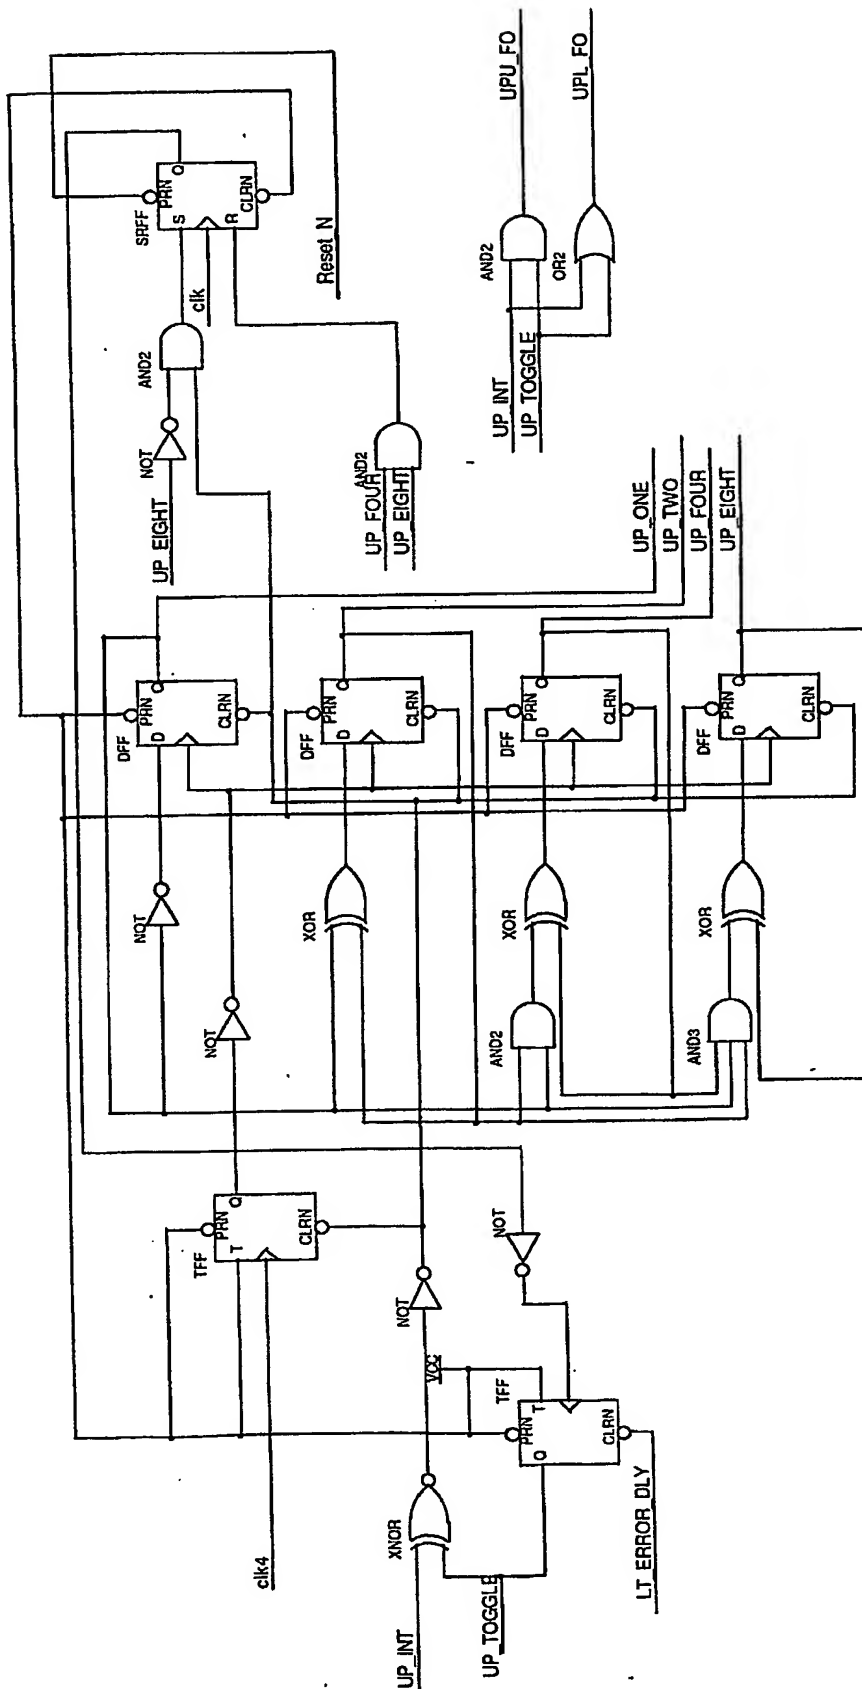 clk4
UP_INT
XNOR
UP_TOGGLE
LT ERROR DLY
TFF
PRN
T
Q
CLRN
VCC
NOT
TFF
PRN
T
Q
CLRN
NOT
NOT
NOT
XOR
AND2
XOR
AND3
XOR
DFF
PRN
D
Q
CLRN
DFF
PRN
D
Q
CLRN
DFF
PRN
D
Q
CLRN
DFF
PRN
D
Q
CLRN
UP_ONE
UP_TWO
UP_FOUR
UP_EIGHT
UP EIGHT
NOT
AND2
clk
UP FOUR
UP EIGHT
AND2
SRFF
PRN
S
R
Q
CLRN
Reset N
UP INT
UP TOGGLE
AND2
OR2
UPU_FO
UPL_FO